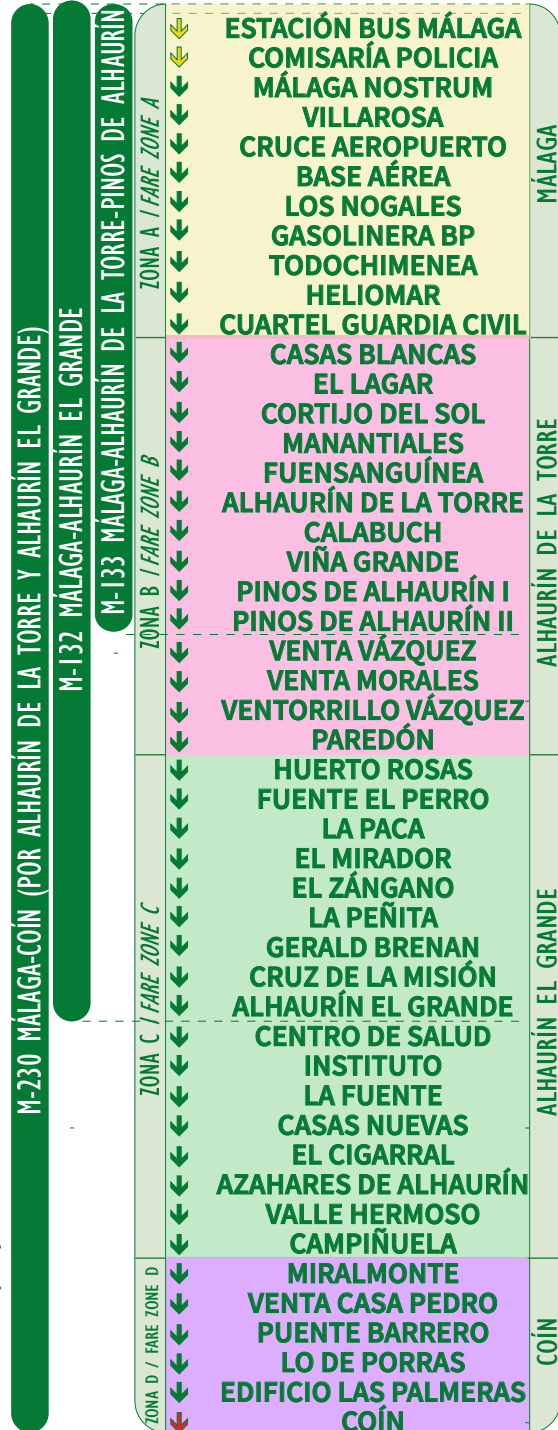 M-230 MÁLAGA-COÍN (POR ALHAURÍN DE LA TORRE Y ALHAURÍN EL GRANDE)
M-132 MÁLAGA-ALHAURÍN EL GRANDE
M-133 MÁLAGA-ALHAURÍN DE LA TORRE-PINOS DE ALHAURÍN
ZONA A / FARE ZONE A
ESTACIÓN BUS MÁLAGA
COMISARÍA POLICIA
MÁLAGA NOSTRUM
VILLAROSA
CRUCE AEROPUERTO
BASE AÉREA
LOS NOGALES
GASOLINERA BP
TODOCHIMENEA
HELIOMAR
CUARTEL GUARDIA CIVIL
MÁLAGA
ZONA B / FARE ZONE B
CASAS BLANCAS
EL LAGAR
CORTIJO DEL SOL
MANANTIALES
FUENSANGUÍNEA
ALHAURÍN DE LA TORRE
CALABUCH
VIÑA GRANDE
PINOS DE ALHAURÍN I
PINOS DE ALHAURÍN II
VENTA VÁZQUEZ
VENTA MORALES
VENTORRILLO VÁZQUEZ
PAREDÓN
ALHAURÍN DE LA TORRE
ZONA C / FARE ZONE C
HUERTO ROSAS
FUENTE EL PERRO
LA PACA
EL MIRADOR
EL ZÁNGANO
LA PEÑITA
GERALD BRENAN
CRUZ DE LA MISIÓN
ALHAURÍN EL GRANDE
CENTRO DE SALUD
INSTITUTO
LA FUENTE
CASAS NUEVAS
EL CIGARRAL
AZAHARES DE ALHAURÍN
VALLE HERMOSO
CAMPIÑUELA
ALHAURÍN EL GRANDE
ZONA D / FARE ZONE D
MIRALMONTE
VENTA CASA PEDRO
PUENTE BARRERO
LO DE PORRAS
EDIFICIO LAS PALMERAS
COÍN
COÍN